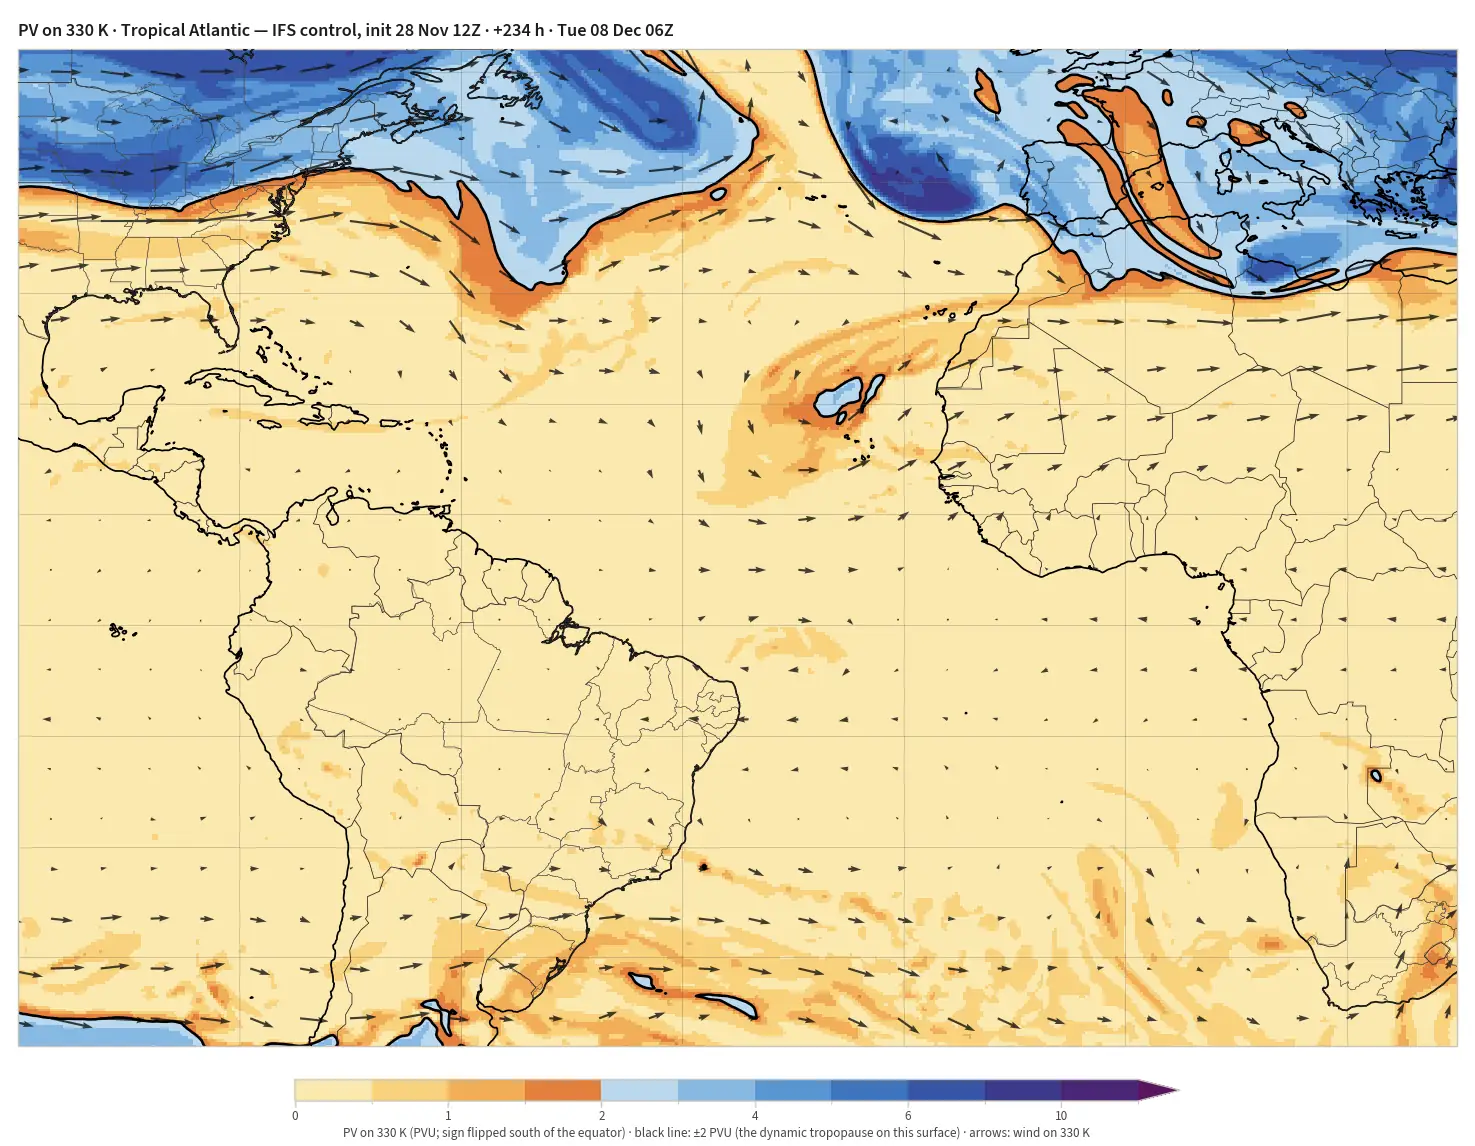 PV on 330 K · Tropical Atlantic — IFS control, init 28 Nov 12Z · +234 h · Tue 08 Dec 06Z
0 1 2 4 6 8 10
PV on 330 K (PVU; sign flipped south of the equator) · black line: ±2 PVU (the dynamic tropopause on this surface) · arrows: wind on 330 K